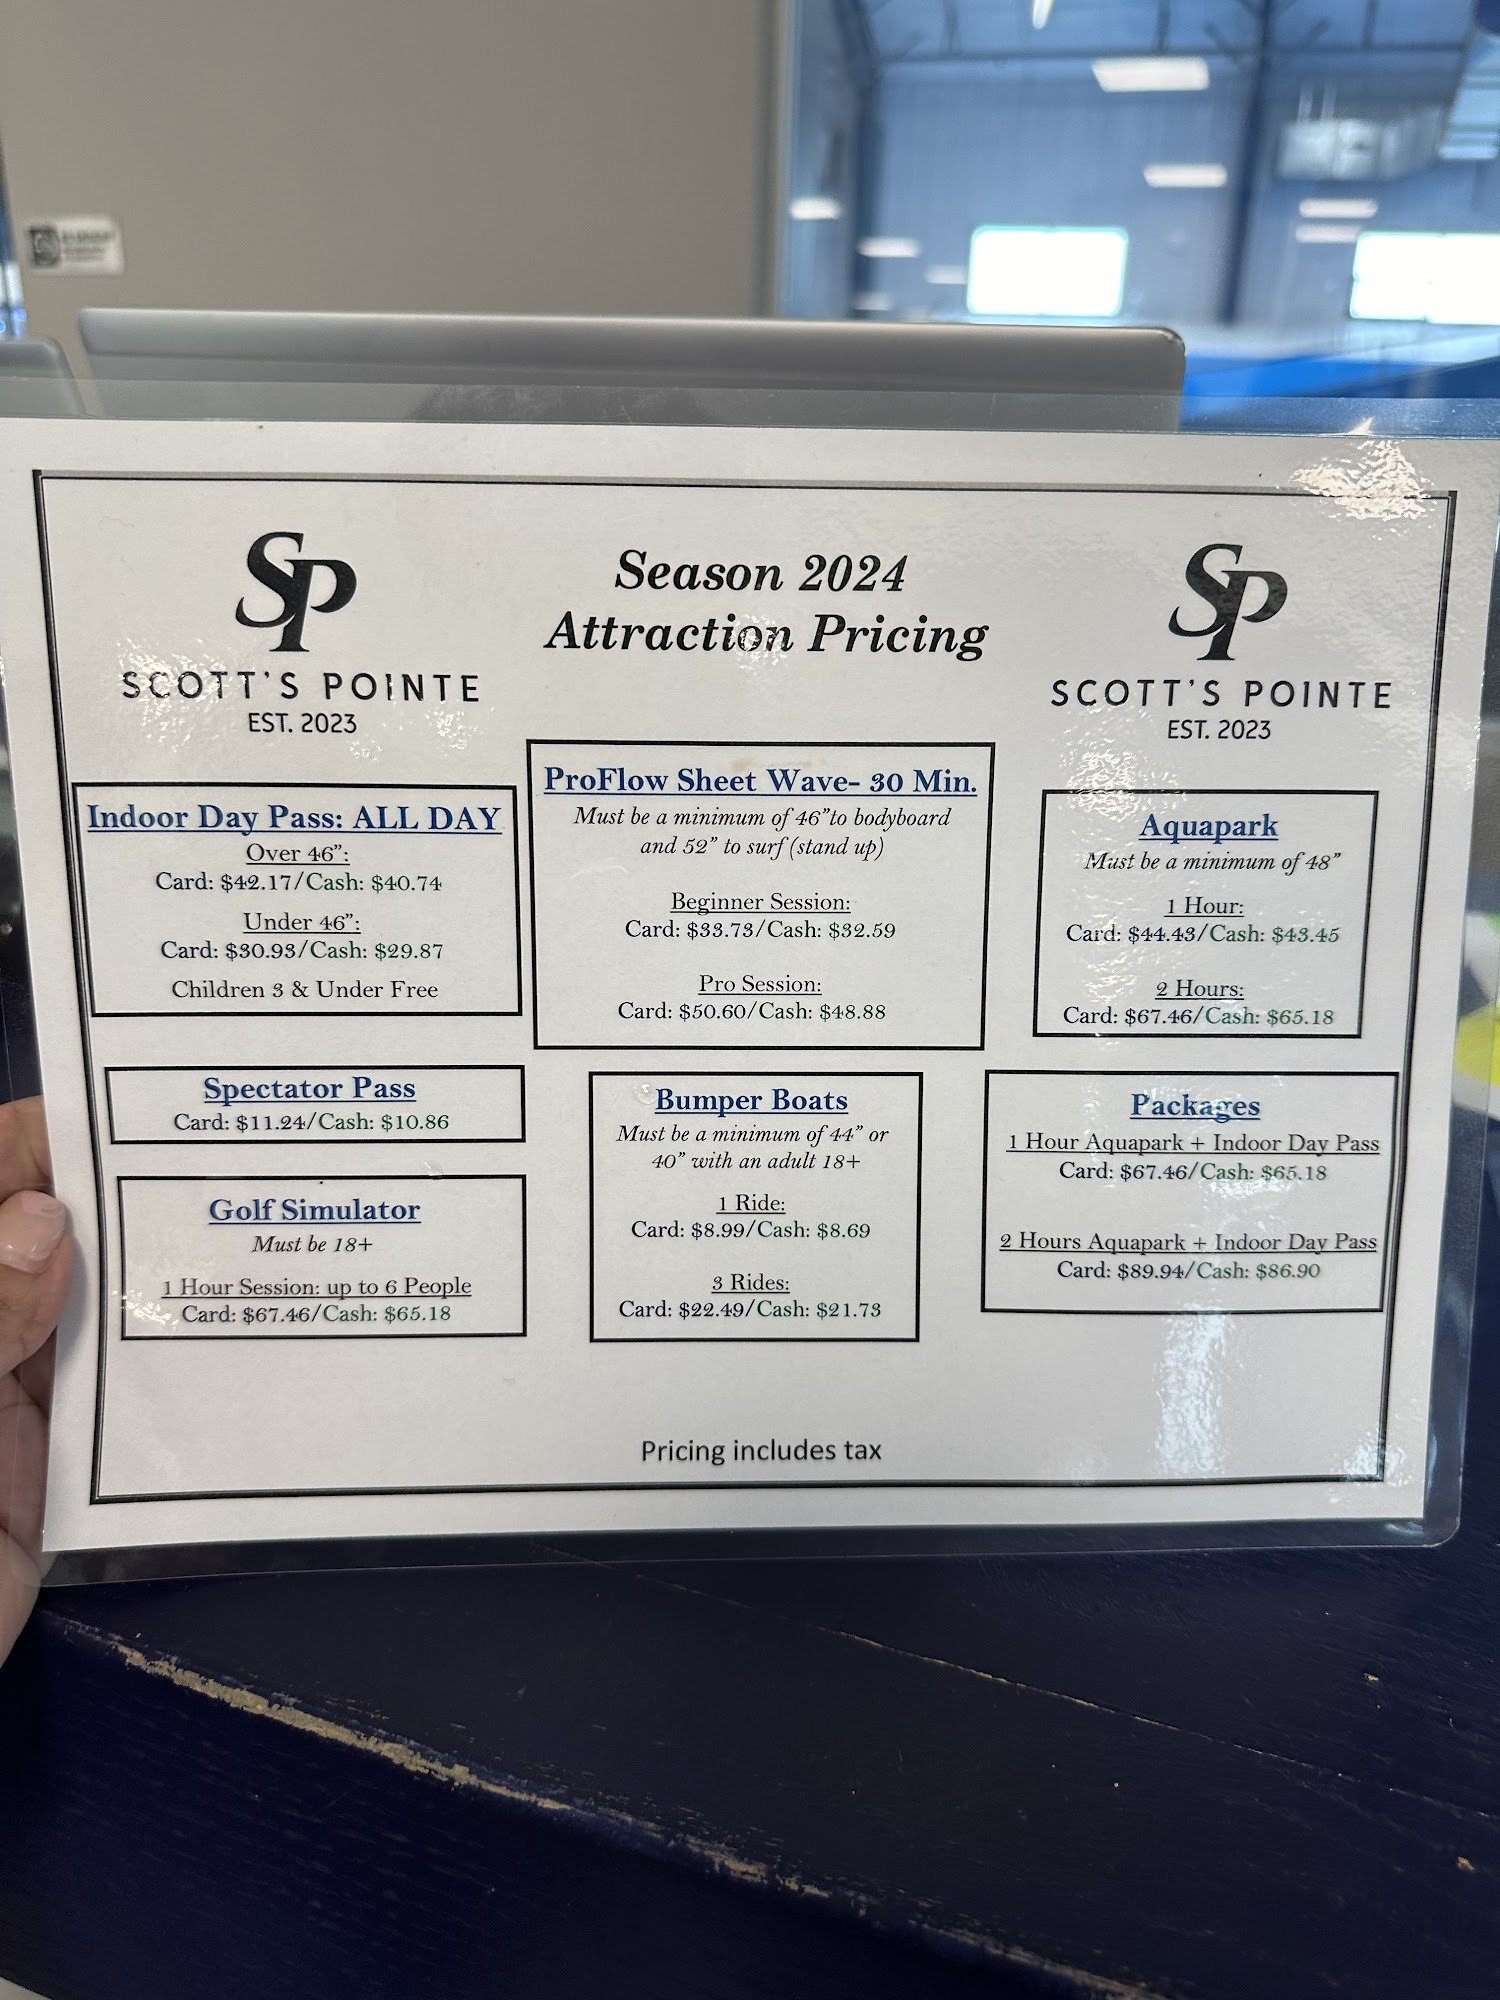 SP
SCOTT'S POINTE
EST. 2023
Season 2024
Attraction Pricing
SP
SCOTT'S POINTE
EST. 2023
Indoor Day Pass: ALL DAY
Over 46":
Card: $42.17/Cash: $40.74
Under 46":
Card: $30.93/Cash: $29.87
Children 3 & Under Free
ProFlow Sheet Wave- 30 Min.
Must be a minimum of 46"to bodyboard
and 52" to surf (stand up)
Beginner Session:
Card: $33.73/Cash: $32.59
Pro Session:
Card: $50.60/Cash: $48.88
Aquapark
Must be a minimum of 48"
1 Hour:
Card: $44.43/Cash: $43.45
2 Hours:
Card: $67.46/Cash: $65.18
Spectator Pass
Card: $11.24/Cash: $10.86
Golf Simulator
Must be 18+
1 Hour Session: up to 6 People
Card: $67.46/Cash: $65.18
Bumper Boats
Must be a minimum of 44" or
40" with an adult 18+
1 Ride:
Card: $8.99/Cash: $8.69
3 Rides:
Card: $22.49/Cash: $21.73
Packages
1 Hour Aquapark + Indoor Day Pass
Card: $67.46/Cash: $65.18
2 Hours Aquapark + Indoor Day Pass
Card: $89.94/Cash: $86.90
Pricing includes tax